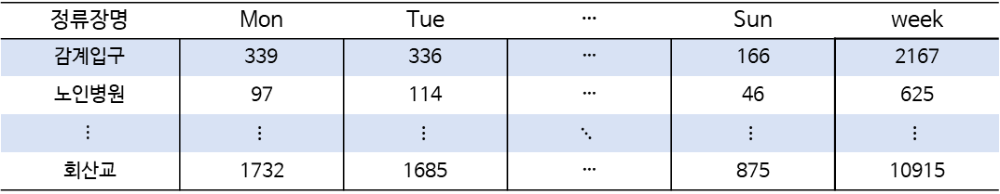 정류장명 Mon Tue ⋯ Sun week
감계입구 339 336 ⋯ 166 2167
노인병원 97 114 ⋯ 46 625
⋮ ⋮ ⋮ ⋱ ⋮ ⋮
회산교 1732 1685 ⋯ 875 10915